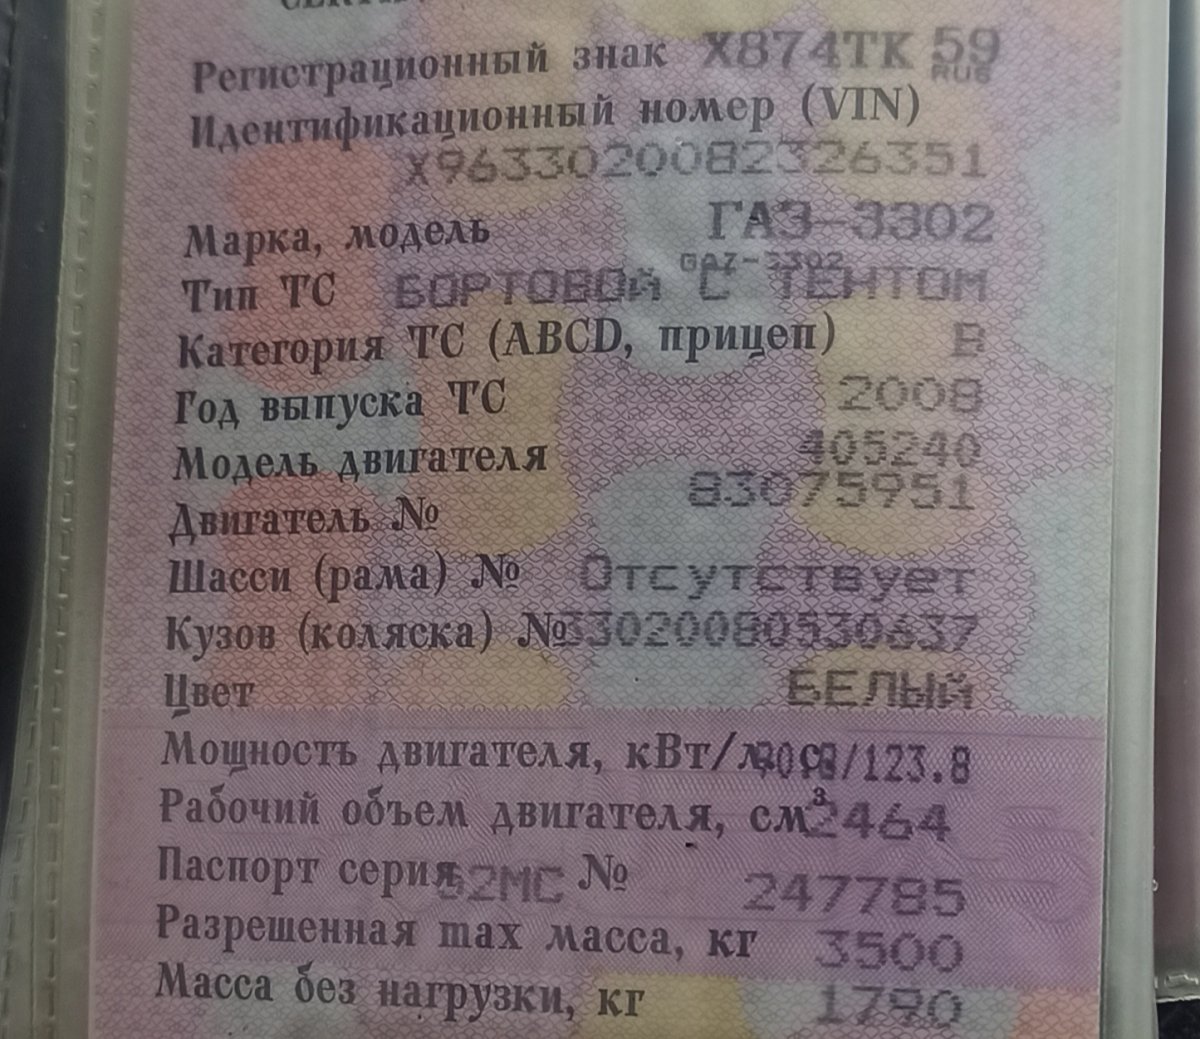 Регистрационный знак Х874ТК 59
RUS
Идентификационный номер (VIN)
X9633020082326351
Марка, модель ГАЗ-3302
GAZ-3302
Тип ТС БОРТОВОЙ С ТЕНТОМ
Категория ТС (ABCD, прицеп) B
Год выпуска ТС 2008
Модель двигателя 405240
Двигатель № 83075951
Шасси (рама) № Отсутствует
Кузов (коляска) № 33020080530637
Цвет БЕЛЫЙ
Мощность двигателя, кВт/л. с. /123.8
Рабочий объем двигателя, см³ 2464
Паспорт серия 52МС № 247785
Разрешенная max масса, кг 3500
Масса без нагрузки, кг 1790